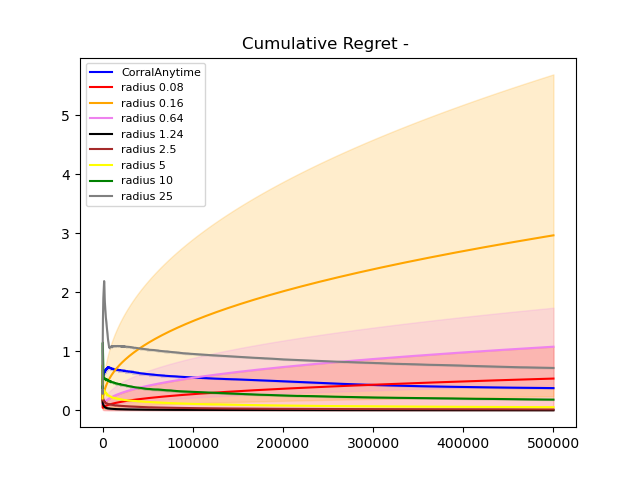 Cumulative Regret -
CorralAnytime
radius 0.08
radius 0.16
radius 0.64
radius 1.24
radius 2.5
radius 5
radius 10
radius 25
5
4
3
2
1
0
0 100000 200000 300000 400000 500000